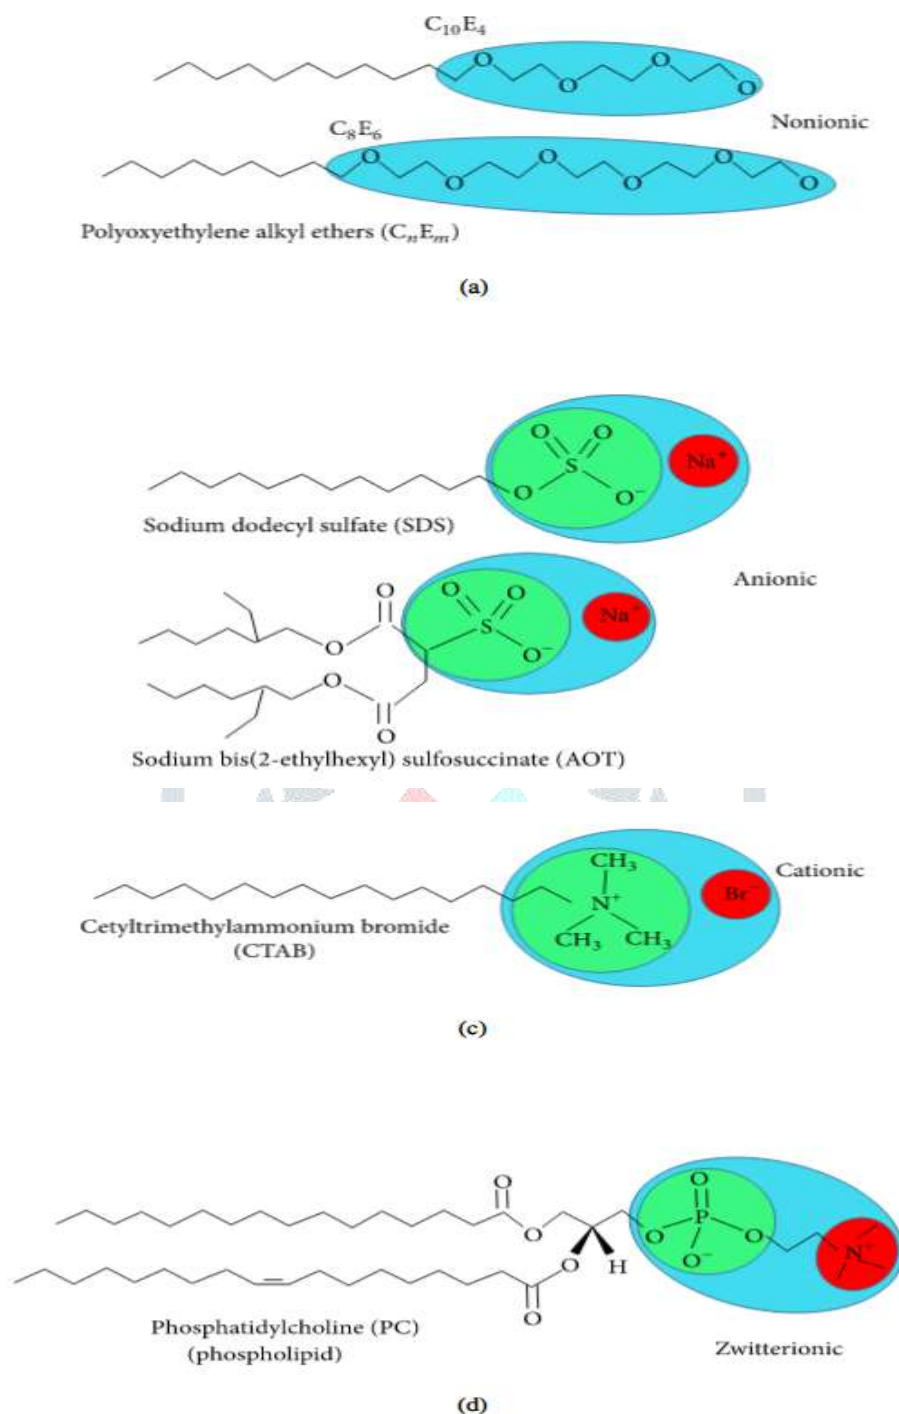 C10E4
O O O O
Nonionic
C8E6
O O O O O O
Polyoxyethylene alkyl ethers (CnEm)
(a)
O O
S Na+
O O−
Sodium dodecyl sulfate (SDS)
Anionic
O O O
S Na+
O O−
O
O
Sodium bis(2-ethylhexyl) sulfosuccinate (AOT)
CH3
Cationic
N+ Br−
CH3 CH3
Cetyltrimethylammonium bromide
(CTAB)
(c)
O O
P
O O O
O− N+
O H
O
Phosphatidylcholine (PC)
(phospholipid)
Zwitterionic
(d)